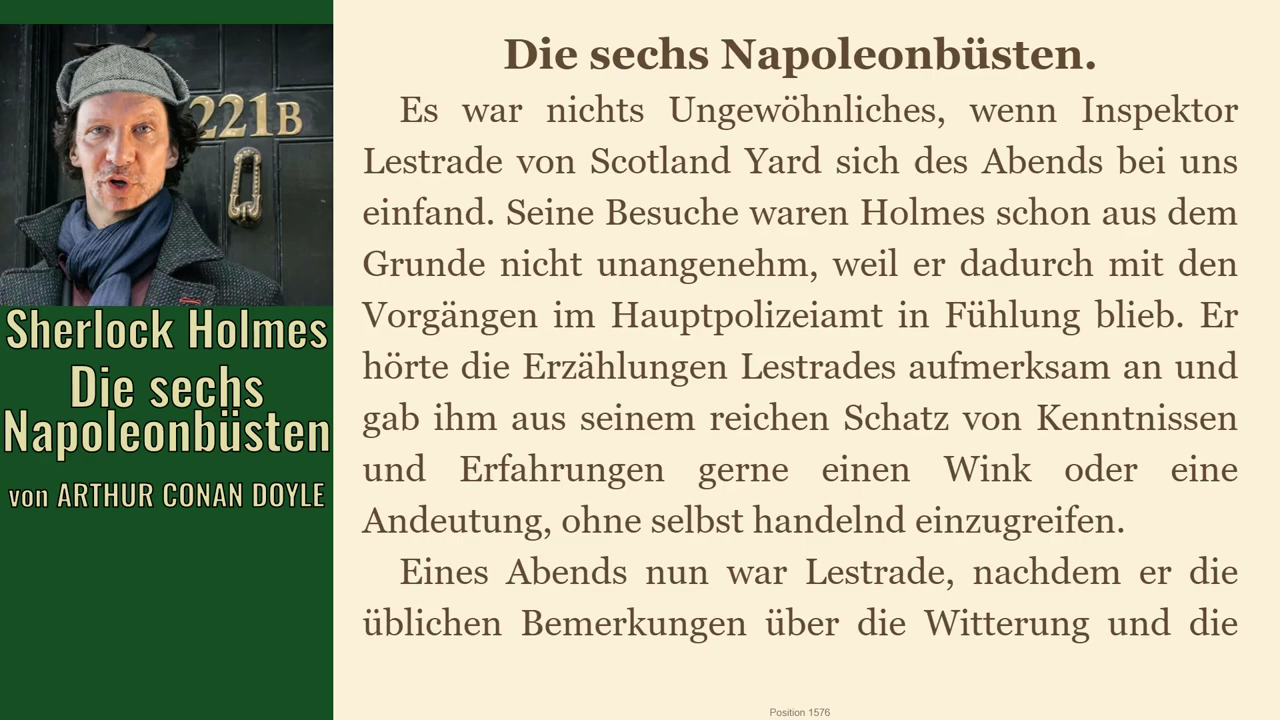 221B
Sherlock Holmes
Die sechs
Napoleonbüsten
von ARTHUR CONAN DOYLE
Die sechs Napoleonbüsten.
Es war nichts Ungewöhnliches, wenn Inspektor
Lestrade von Scotland Yard sich des Abends bei uns
einfand. Seine Besuche waren Holmes schon aus dem
Grunde nicht unangenehm, weil er dadurch mit den
Vorgängen im Hauptpolizeiamt in Fühlung blieb. Er
hörte die Erzählungen Lestrades aufmerksam an und
gab ihm aus seinem reichen Schatz von Kenntnissen
und Erfahrungen gerne einen Wink oder eine
Andeutung, ohne selbst handelnd einzugreifen.
Eines Abends nun war Lestrade, nachdem er die
üblichen Bemerkungen über die Witterung und die
Position 1576